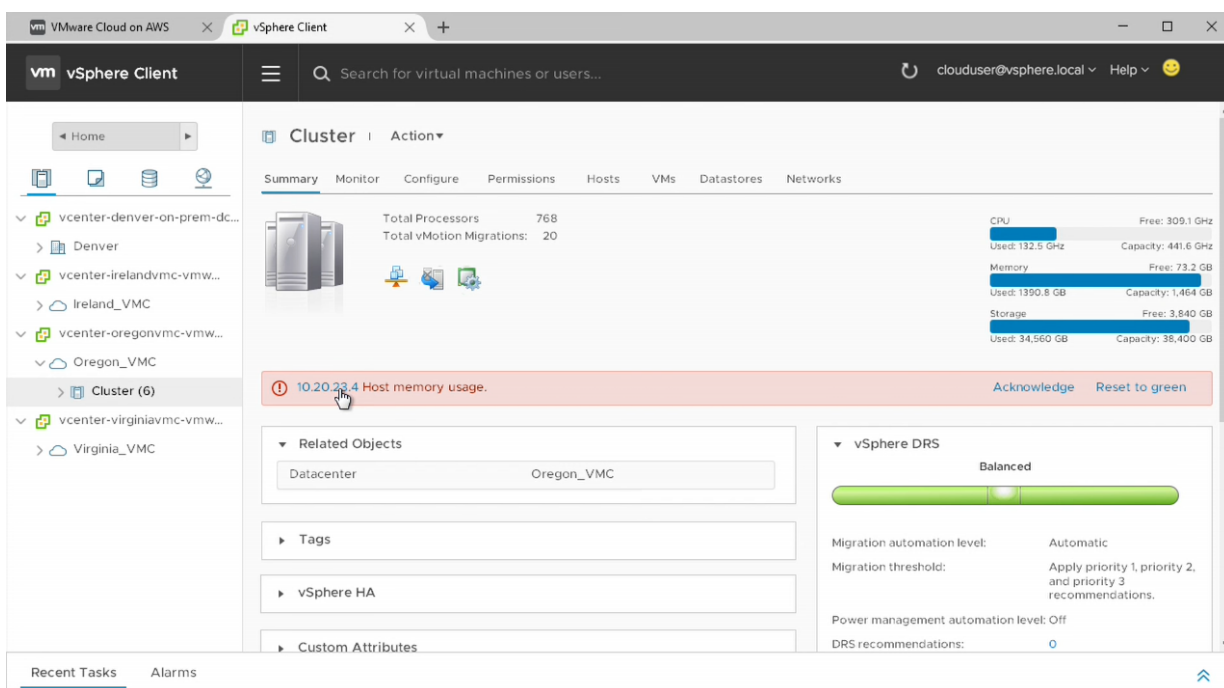 vm VMware Cloud on AWS
vSphere Client
vm vSphere Client
Search for virtual machines or users...
clouduser@vsphere.local
Help
Home
vcenter-denver-on-prem-dc...
Denver
vcenter-irelandvmc-vmw...
Ireland_VMC
vcenter-oregonvmc-vmw...
Oregon_VMC
Cluster (6)
vcenter-virginiavmc-vmw...
Virginia_VMC
Cluster
Action
Summary Monitor Configure Permissions Hosts VMs Datastores Networks
Total Processors 768
Total vMotion Migrations: 20
CPU Free: 309.1 GHz
Used: 132.5 GHz Capacity: 441.6 GHz
Memory Free: 73.2 GB
Used: 1390.8 GB Capacity: 1,464 GB
Storage Free: 3,840 GB
Used: 34,560 GB Capacity: 38,400 GB
10.20.23.4 Host memory usage. Acknowledge Reset to green
Related Objects
Datacenter Oregon_VMC
Tags
vSphere HA
Custom Attributes
vSphere DRS
Balanced
Migration automation level: Automatic
Migration threshold: Apply priority 1, priority 2,
and priority 3
recommendations.
Power management automation level: Off
DRS recommendations: 0
Recent Tasks Alarms